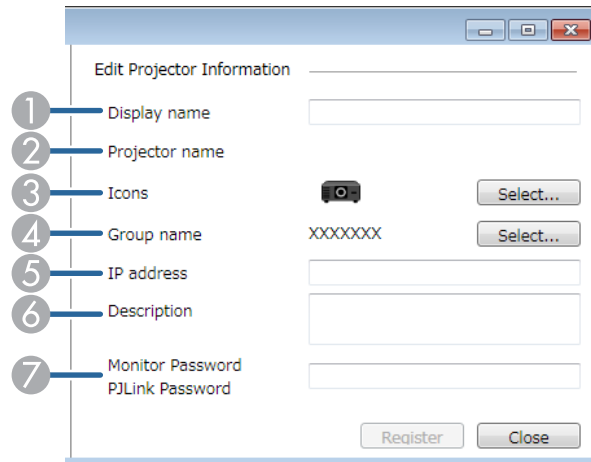 Edit Projector Information
1 Display name
2 Projector name
3 Icons Select...
4 Group name XXXXXXX Select...
5 IP address
6 Description
7 Monitor Password
PJLink Password
Register Close